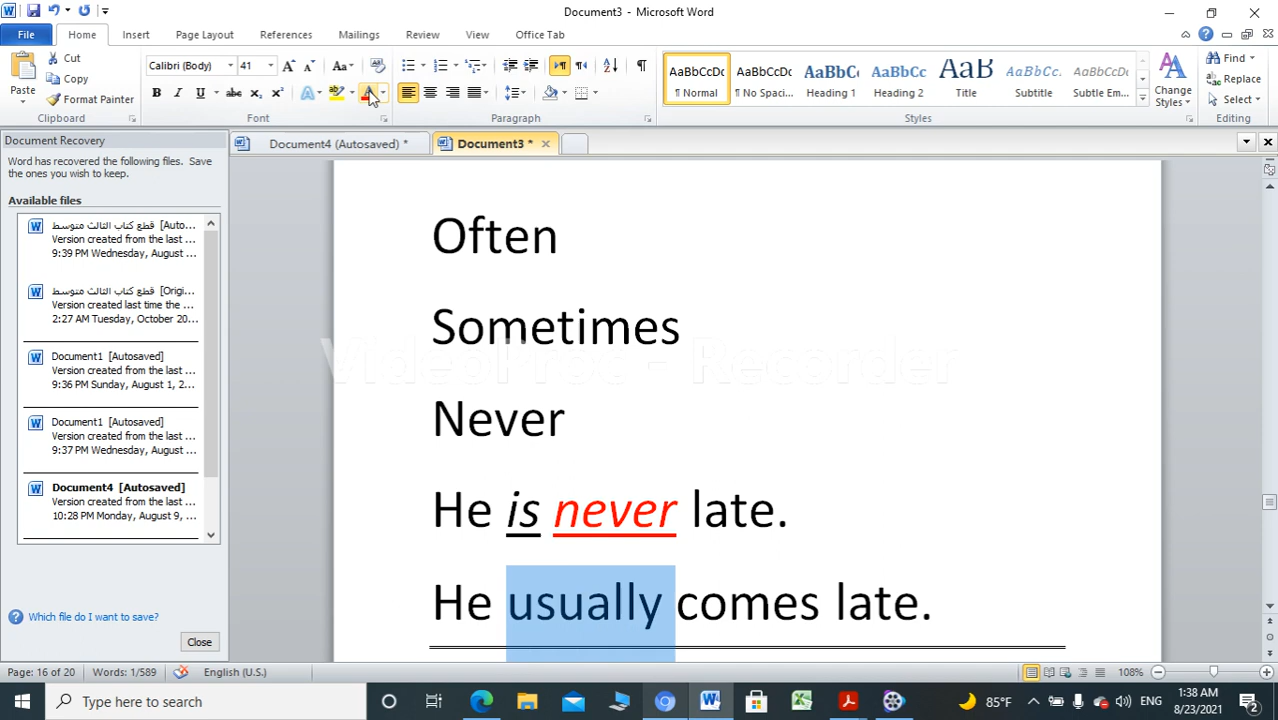 Document3 - Microsoft Word
File Home Insert Page Layout References Mailings Review View Office Tab
Paste
Cut
Copy
Format Painter
Clipboard
Calibri (Body) 41
Font
Paragraph
AaBbCcDc AaBbCcDc AaBbCc AaBbCc AaB AaBbCc. AaBbCcDc
¶ Normal ¶ No Spaci... Heading 1 Heading 2 Title Subtitle Subtle Em...
Change Styles
Styles
Find
Replace
Select
Editing
Document Recovery
Word has recovered the following files. Save
the ones you wish to keep.
Available files
قطع كتاب الثالث متوسط [Auto...
Version created from the last ...
9:39 PM Wednesday, August ...
قطع كتاب الثالث متوسط [Origi...
Version created last time the ...
2:27 AM Tuesday, October 20...
Document1 [Autosaved]
Version created from the last ...
9:36 PM Sunday, August 1, 2...
Document1 [Autosaved]
Version created from the last ...
9:37 PM Wednesday, August ...
Document4 [Autosaved]
Version created from the last ...
10:28 PM Monday, August 9, ...
Which file do I want to save?
Close
Document4 (Autosaved) *
Document3 *
Often
Sometimes
VideoProc - Recorder
Never
He is never late.
He usually comes late.
Page: 16 of 20 Words: 1/589 English (U.S.) 108%
Type here to search
85°F ENG
1:38 AM
8/23/2021
2